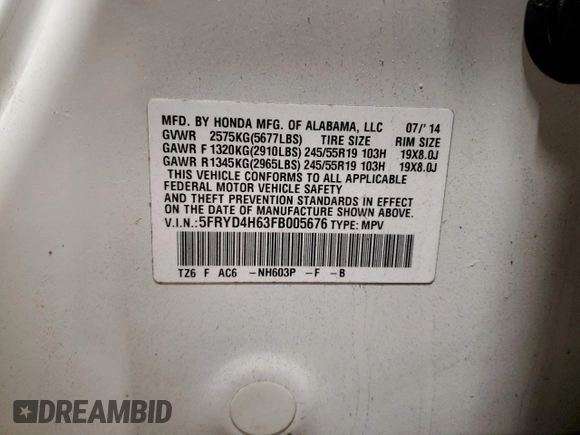 MFD. BY HONDA MFG. OF ALABAMA, LLC 07/'14
GVWR 2575KG(5677LBS) TIRE SIZE RIM SIZE
GAWR F 1320KG(2910LBS) 245/55R19 103H 19X8.0J
GAWR R1345KG(2965LBS) 245/55R19 103H 19X8.0J
THIS VEHICLE CONFORMS TO ALL APPLICABLE
FEDERAL MOTOR VEHICLE SAFETY
AND THEFT PREVENTION STANDARDS IN EFFECT
ON THE DATE OF MANUFACTURE SHOWN ABOVE.
V.I.N.:5FRYD4H63FB005676 TYPE: MPV
TZ6 F AC6 -NH603P -F -B
DREAMBID